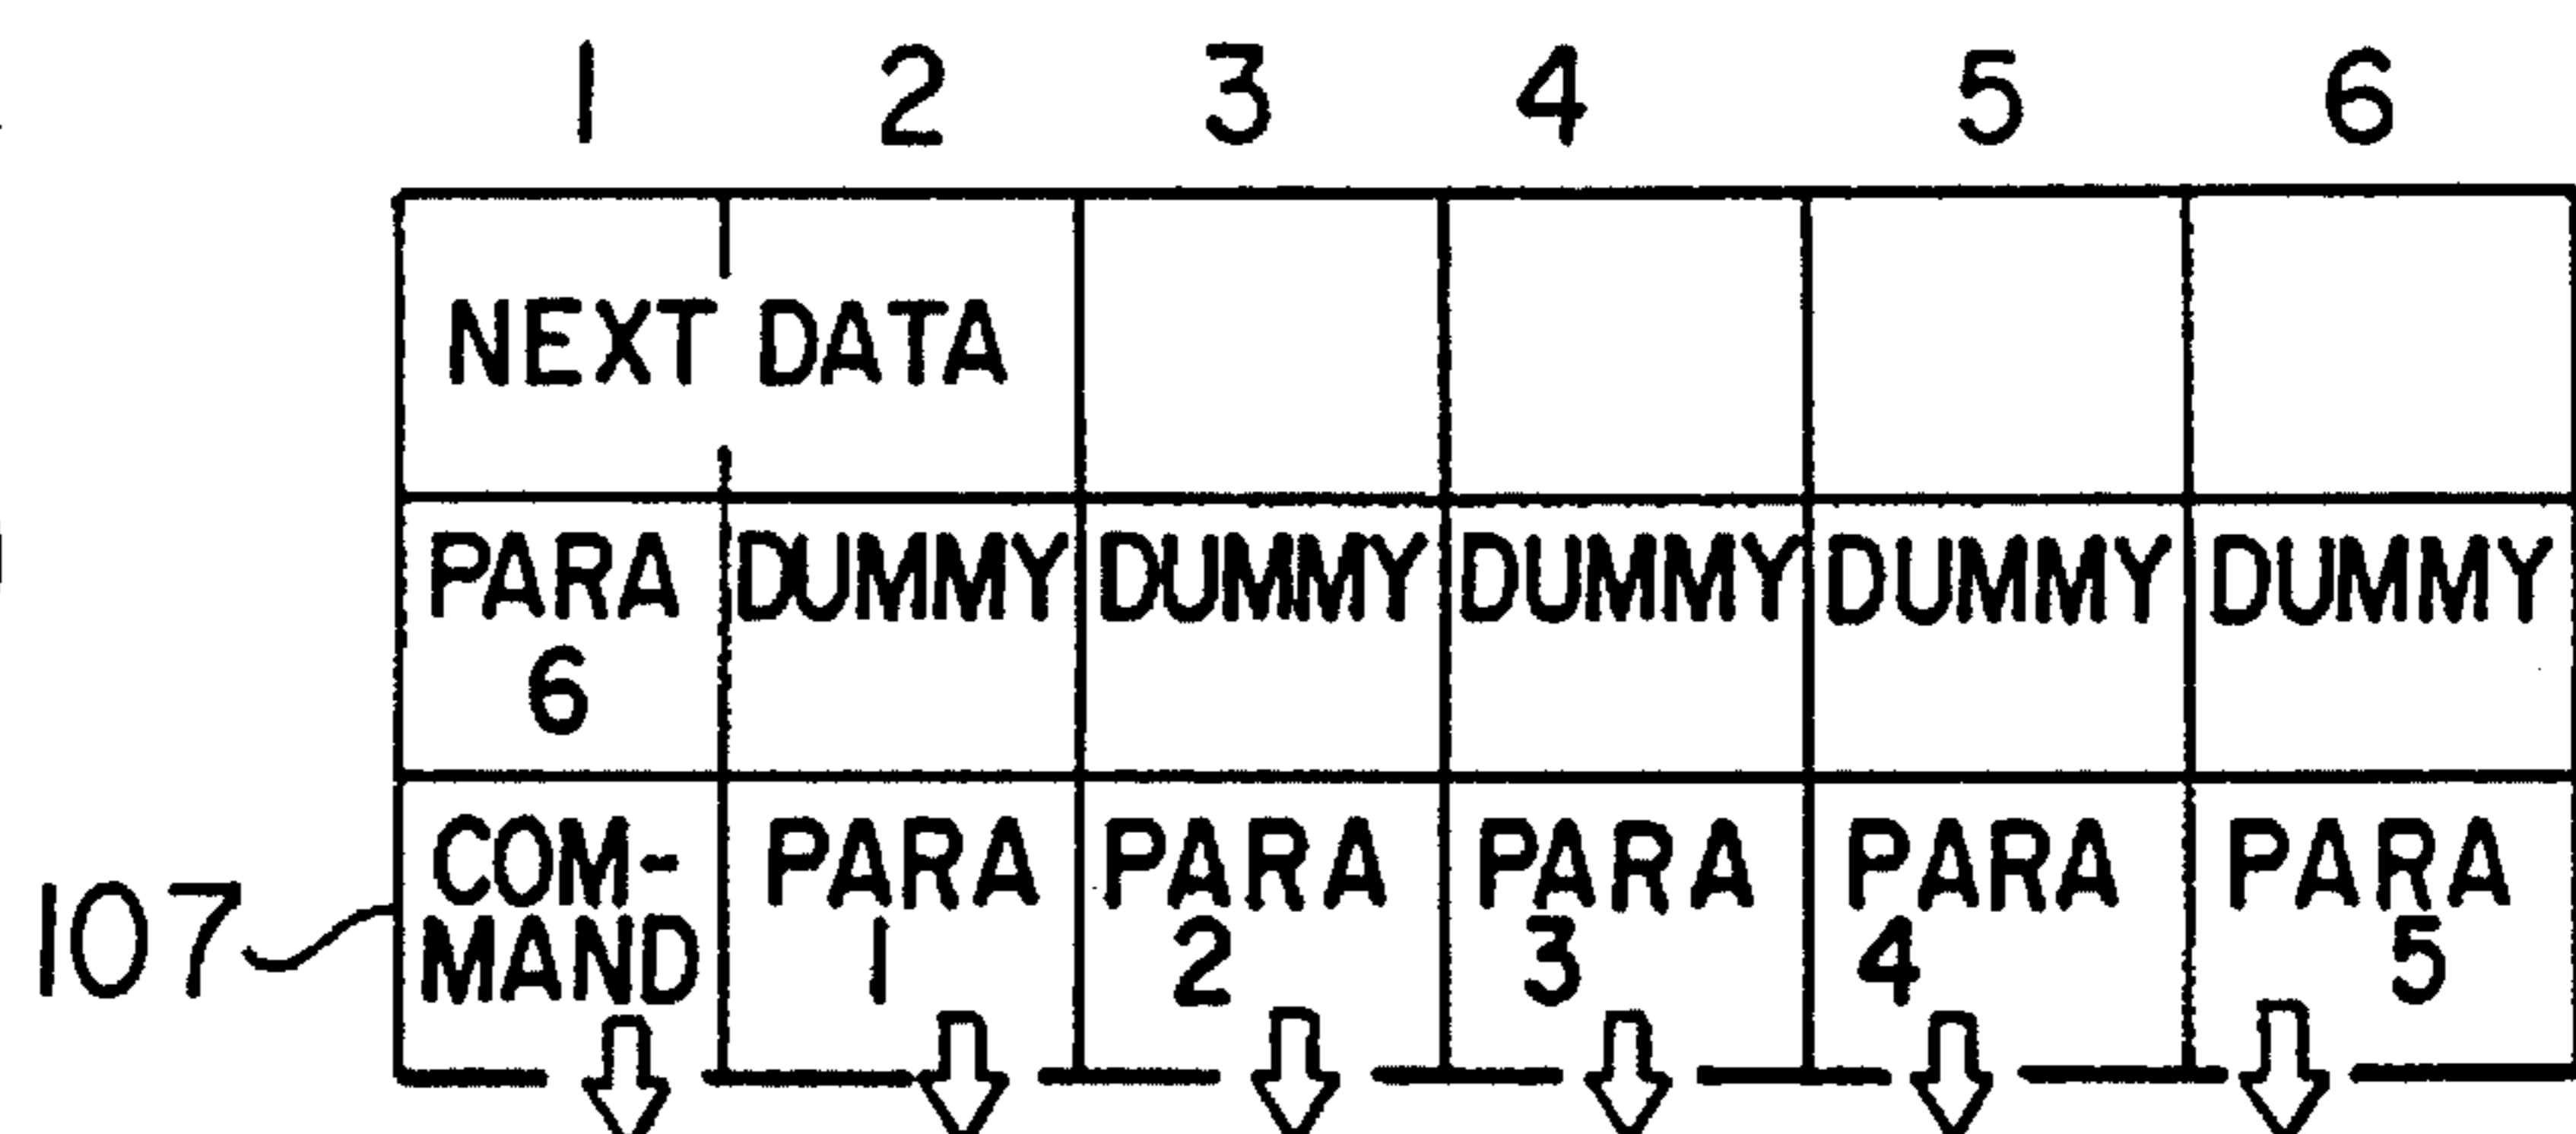 1 2 3 4 5 6
NEXT DATA
PARA DUMMY DUMMY DUMMY DUMMY DUMMY
6
COM- PARA PARA PARA PARA PARA
107 MAND 1 2 3 4 5